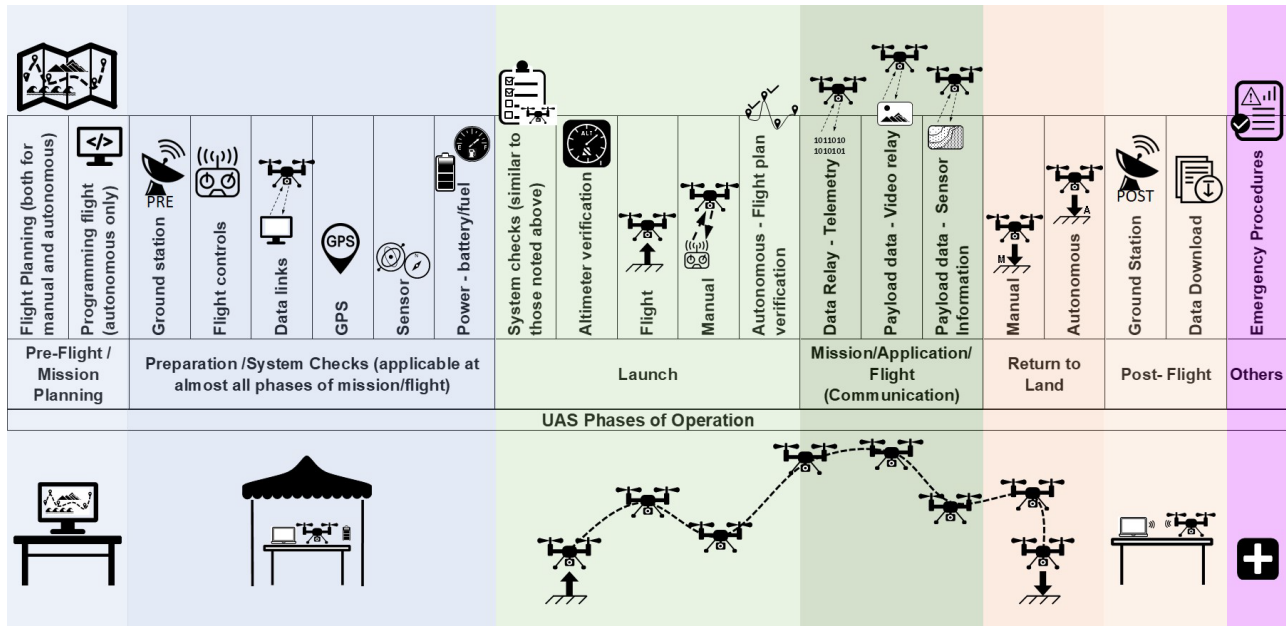 Flight Planning (both for
manual and autonomous)
</>
Programming flight
(autonomous only)
PRE
Ground station
Flight controls
Data links
GPS
GPS
Sensor
Power - battery/fuel
System checks (similar to
those noted above)
ALT
Altimeter verification
Flight
Manual
Autonomous - Flight plan
verification
1011010
1010101
Data Relay - Telemetry
Payload data - Video relay
Payload data - Sensor
Information
M
Manual
A
Autonomous
POST
Ground Station
Data Download
Emergency Procedures
Pre-Flight /
Mission
Planning
Preparation /System Checks (applicable at
almost all phases of mission/flight)
Launch
Mission/Application/
Flight
(Communication)
Return to
Land
Post- Flight
Others
UAS Phases of Operation